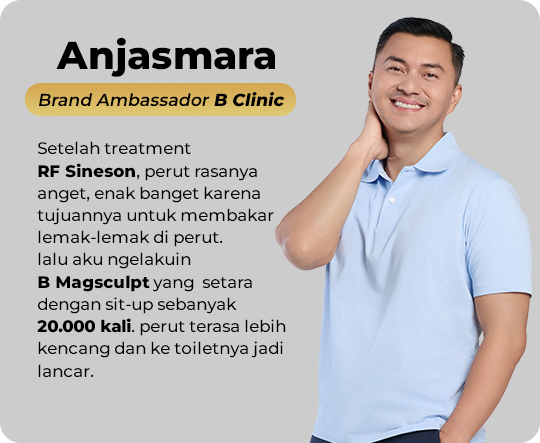 Anjasmara
Brand Ambassador B Clinic
Setelah treatment
RF Sineson, perut rasanya
anget, enak banget karena
tujuannya untuk membakar
lemak-lemak di perut.
lalu aku ngelakuin
B Magsculpt yang  setara
dengan sit-up sebanyak
20.000 kali. perut terasa lebih
kencang dan ke toiletnya jadi
lancar.